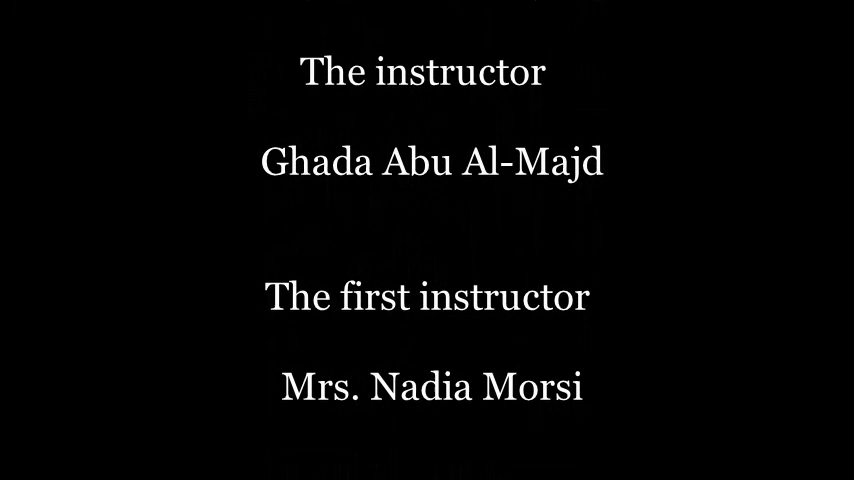 The instructor
Ghada Abu Al-Majd
The first instructor
Mrs. Nadia Morsi